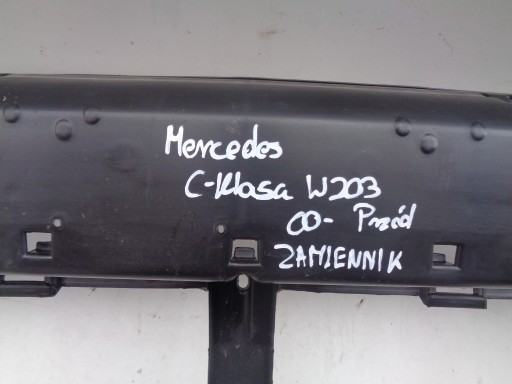 Mercedes
C-Klasa W203
00- Przód
ZAMIENNIK